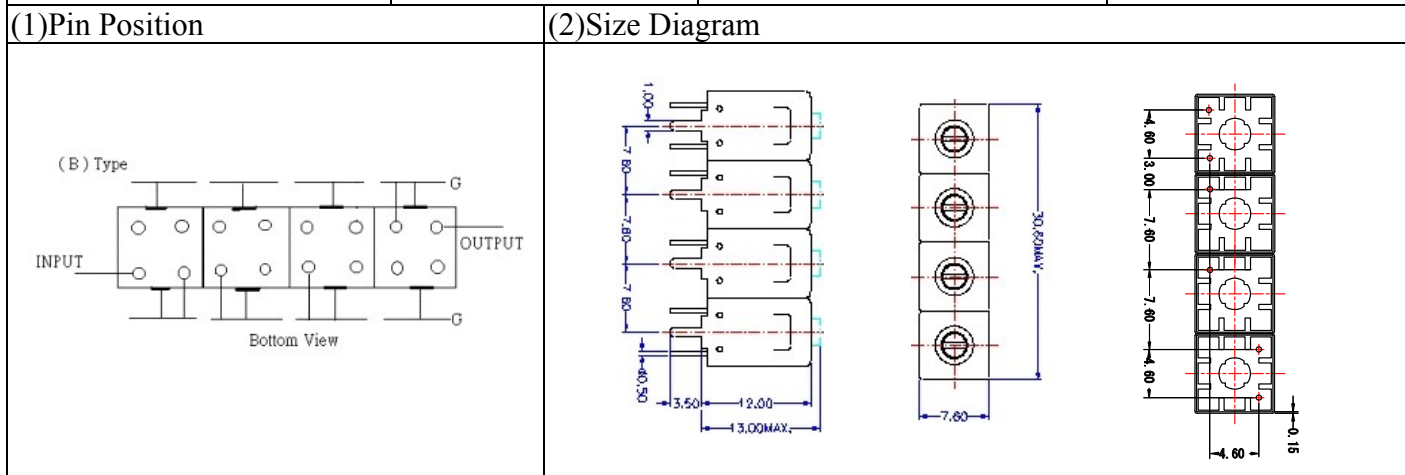 (1)Pin Position
(2)Size Diagram
(B) Type
G
INPUT
OUTPUT
G
Bottom View
1.00
7.60
7.60
7.60
Φ0.50
3.50
12.00
13.00MAX.
30.60MAX.
7.60
4.60
3.00
7.60
7.60
4.60
0.15
4.60